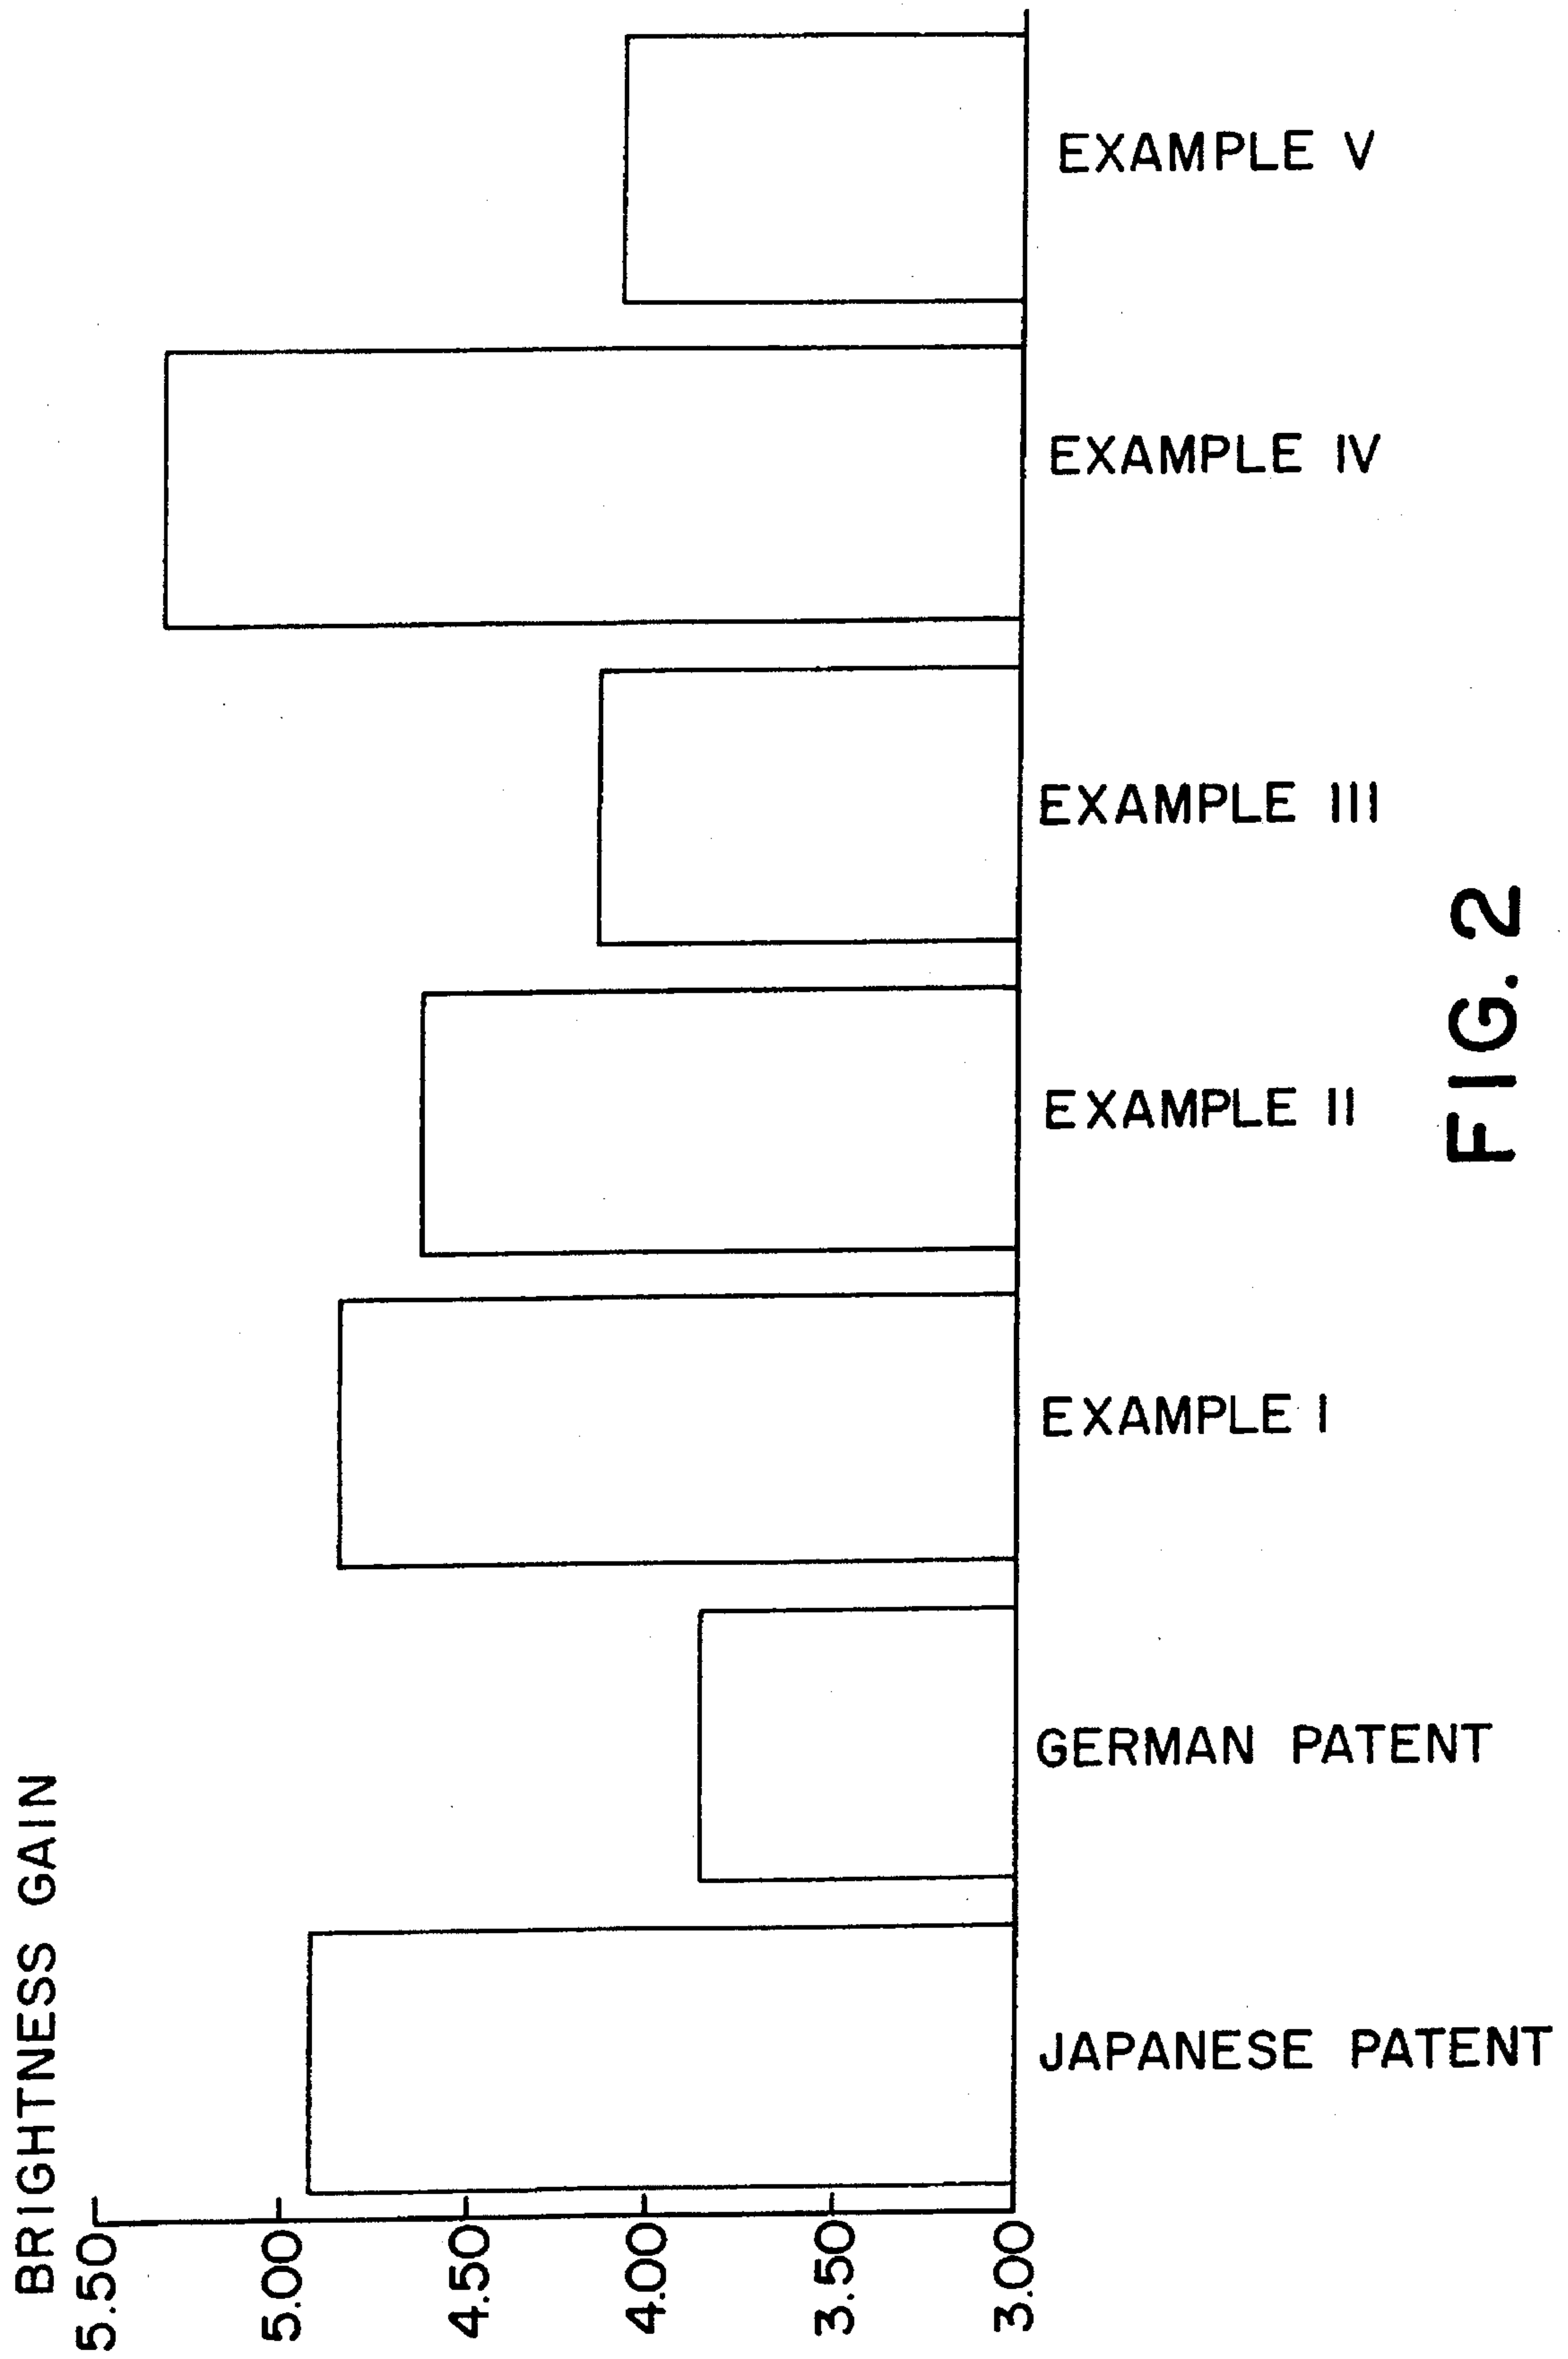 BRIGHTNESS GAIN
5.50
5.00
4.50
4.00
3.50
3.00
JAPANESE PATENT
GERMAN PATENT
EXAMPLE I
EXAMPLE II
EXAMPLE III
EXAMPLE IV
EXAMPLE V
FIG. 2